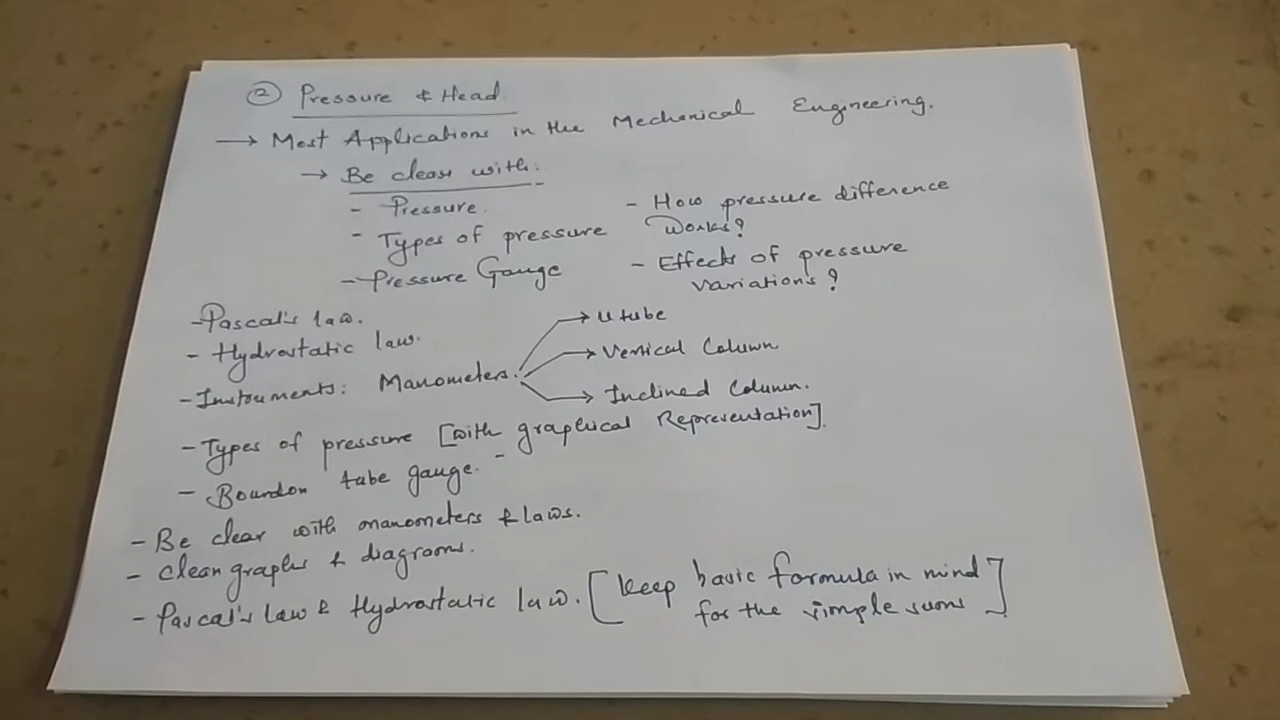 ② Pressure & Head.
→ Most Applications in the Mechanical Engineering.
→ Be clear with:
- Pressure.
- Types of pressure
- Pressure Gauge
- How pressure difference
works?
- Effects of pressure
variations?
- Pascal's law.
- Hydrostatic law.
- Instruments: Manometers.
→ U tube
→ Vertical Column
→ Inclined Column.
- Types of pressure [with graphical Representation].
- Bourdon tube gauge.
- Be clear with manometers & laws.
- Clean graphs & diagrams.
- Pascal's law & Hydrostatic law. [Keep basic formula in mind
for the simple sums]